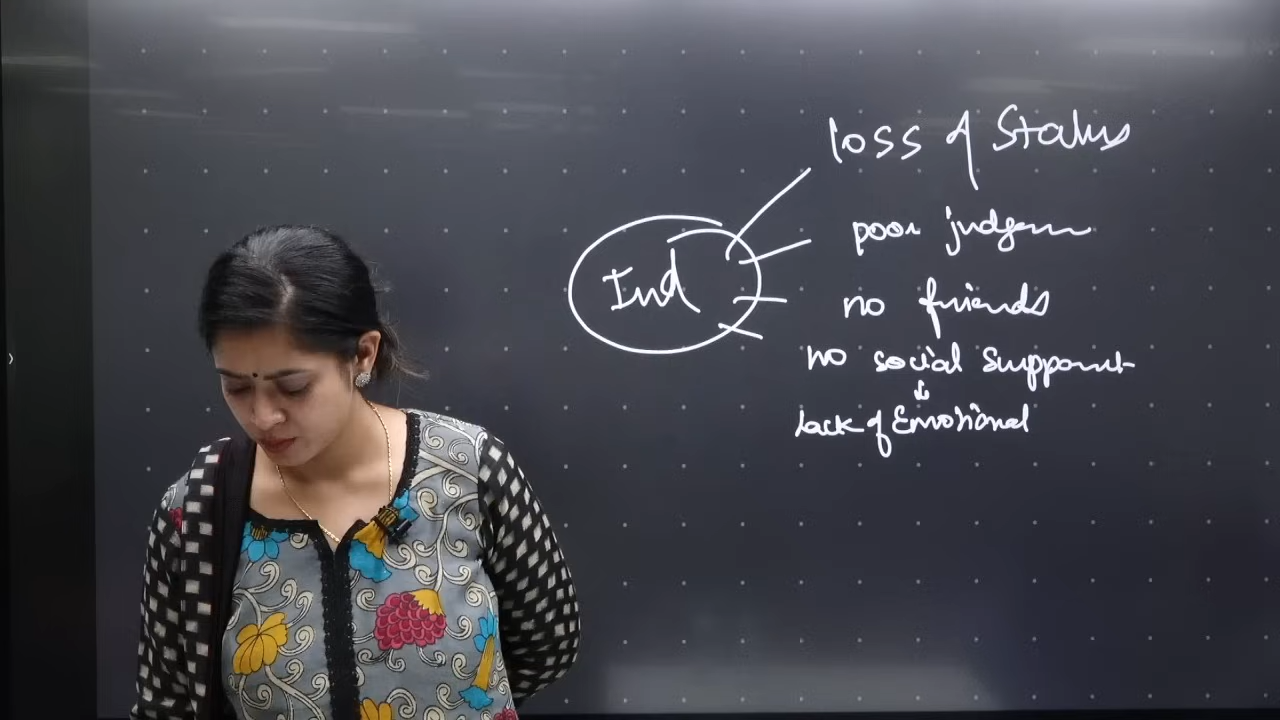 loss of Status
poor judgem
Ind
no friends
no social support
Lack of Emotional